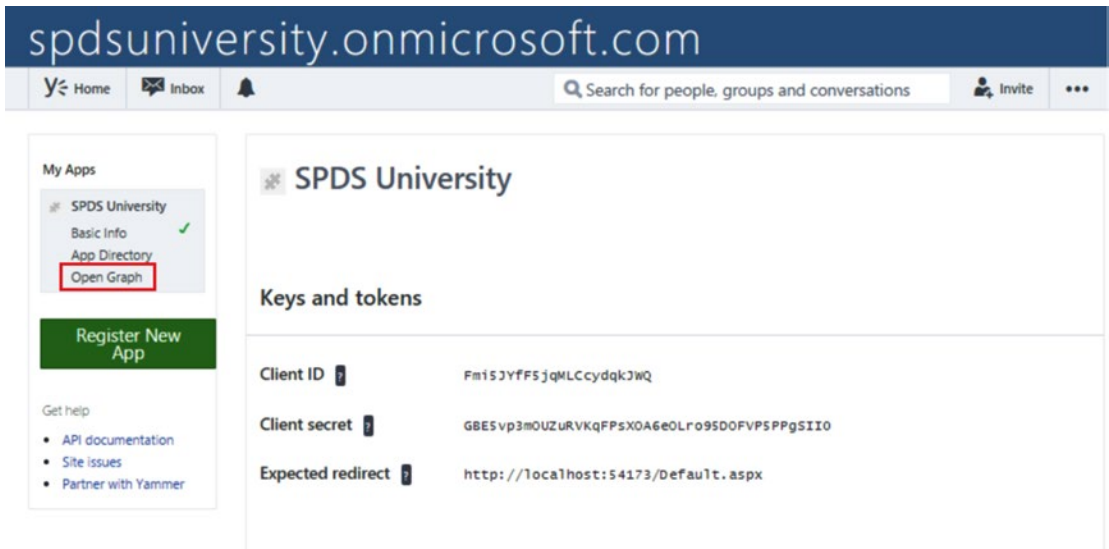 spdsuniversity.onmicrosoft.com
Home Inbox Search for people, groups and conversations Invite
My Apps
SPDS University
Basic Info
App Directory
Open Graph
Register New
App
Get help
API documentation
Site issues
Partner with Yammer
SPDS University
Keys and tokens
Client ID ? Fmi5JYfF5jqMLCcydqkJWQ
Client secret ? GBE5vp3mOUZuRVKqFPsXOA6eOLro95DOFVP5PPgSII0
Expected redirect ? http://localhost:54173/Default.aspx